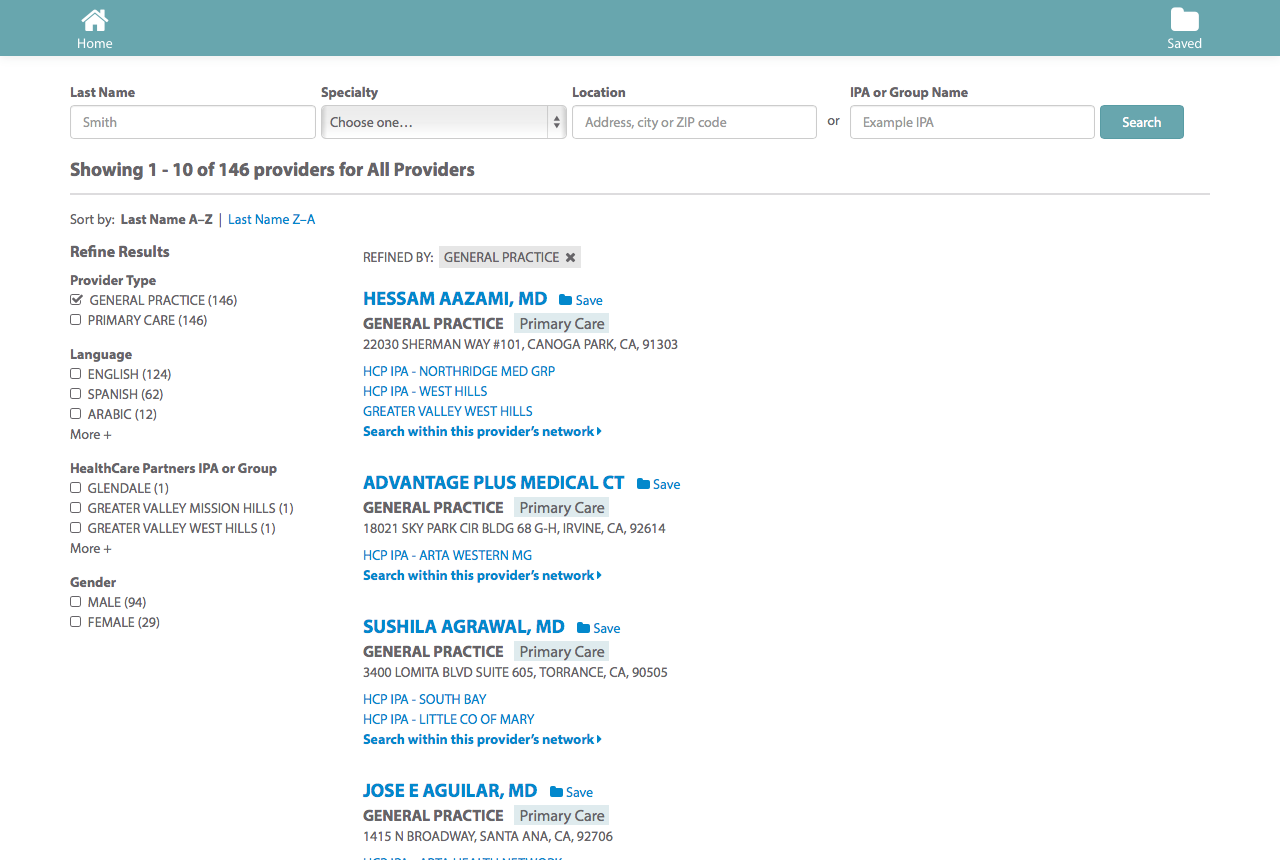 Home
Saved
Last Name
Specialty
Location
IPA or Group Name
Smith
Choose one...
Address, city or ZIP code
or
Example IPA
Search
Showing 1 - 10 of 146 providers for All Providers
Sort by: Last Name A–Z | Last Name Z–A
Refine Results
Provider Type
GENERAL PRACTICE (146)
PRIMARY CARE (146)
Language
ENGLISH (124)
SPANISH (62)
ARABIC (12)
More +
HealthCare Partners IPA or Group
GLENDALE (1)
GREATER VALLEY MISSION HILLS (1)
GREATER VALLEY WEST HILLS (1)
More +
Gender
MALE (94)
FEMALE (29)
REFINED BY: GENERAL PRACTICE ✖
HESSAM AAZAMI, MD Save
GENERAL PRACTICE Primary Care
22030 SHERMAN WAY #101, CANOGA PARK, CA, 91303
HCP IPA - NORTHRIDGE MED GRP
HCP IPA - WEST HILLS
GREATER VALLEY WEST HILLS
Search within this provider’s network
ADVANTAGE PLUS MEDICAL CT Save
GENERAL PRACTICE Primary Care
18021 SKY PARK CIR BLDG 68 G-H, IRVINE, CA, 92614
HCP IPA - ARTA WESTERN MG
Search within this provider’s network
SUSHILA AGRAWAL, MD Save
GENERAL PRACTICE Primary Care
3400 LOMITA BLVD SUITE 605, TORRANCE, CA, 90505
HCP IPA - SOUTH BAY
HCP IPA - LITTLE CO OF MARY
Search within this provider’s network
JOSE E AGUILAR, MD Save
GENERAL PRACTICE Primary Care
1415 N BROADWAY, SANTA ANA, CA, 92706
HCP IPA - ARTA HEALTH NETWORK